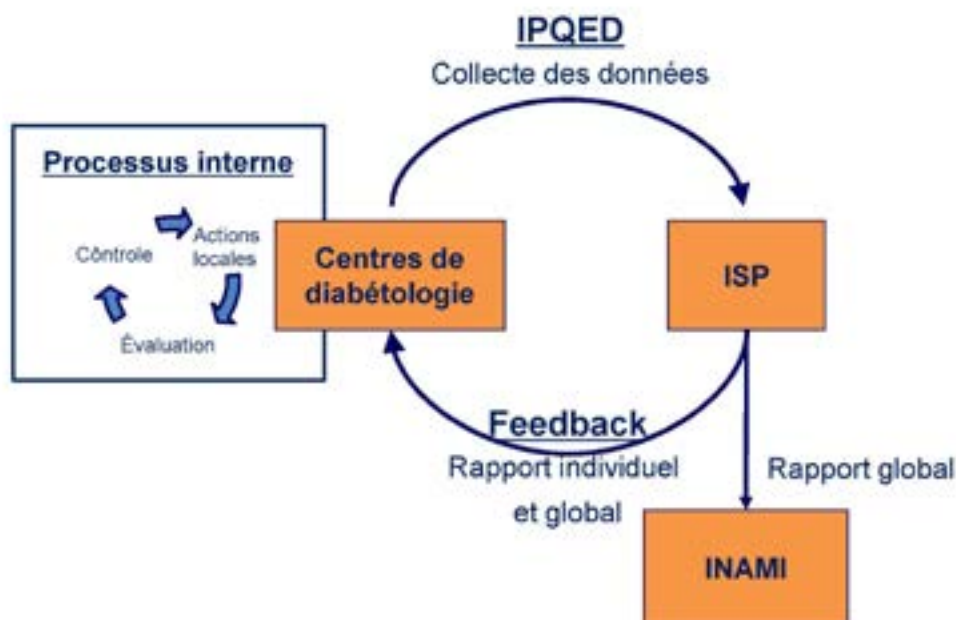 IPQED
Collecte des données
Processus interne
Côntrole
Actions
locales
Évaluation
Centres de
diabétologie
ISP
Feedback
Rapport individuel
et global
Rapport global
INAMI